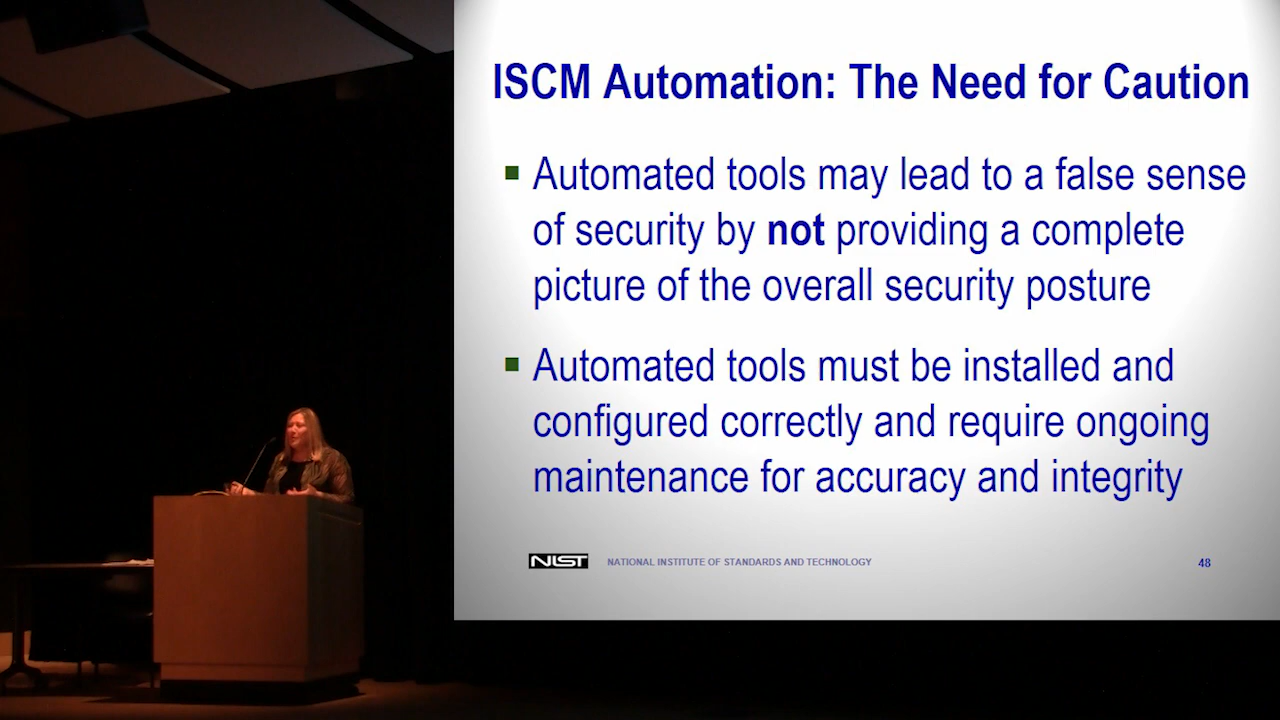 ISCM Automation: The Need for Caution
Automated tools may lead to a false sense
of security by not providing a complete
picture of the overall security posture
Automated tools must be installed and
configured correctly and require ongoing
maintenance for accuracy and integrity
NIST NATIONAL INSTITUTE OF STANDARDS AND TECHNOLOGY 48